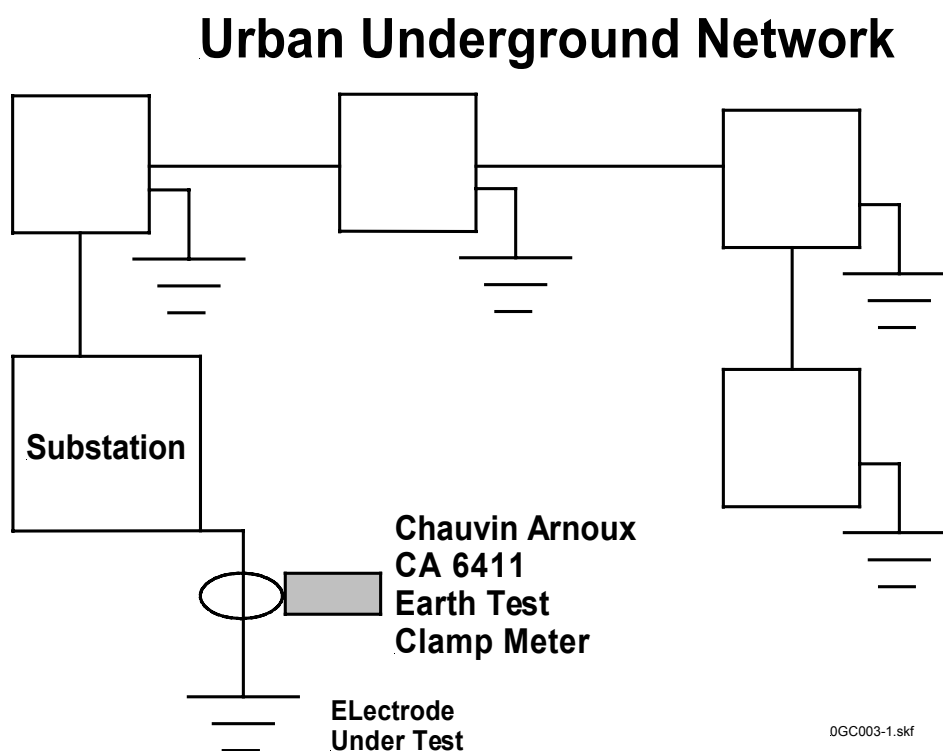 Urban Underground Network
Substation
Chauvin Arnoux
CA 6411
Earth Test
Clamp Meter
ELectrode
Under Test
0GC003-1.skf